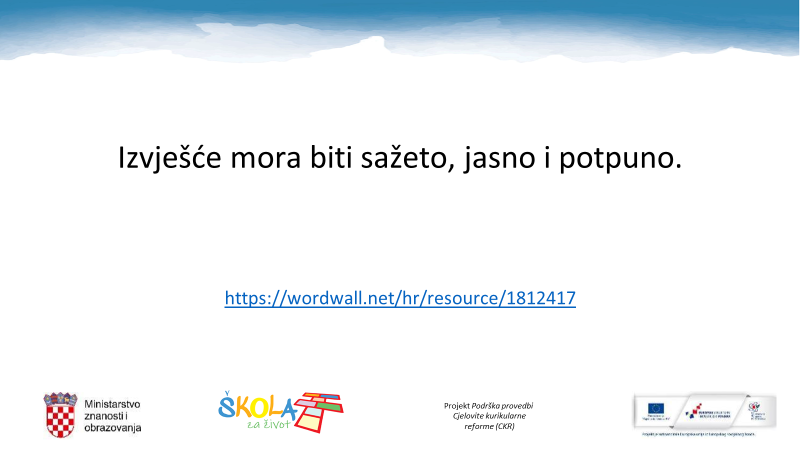 Izvješće mora biti sažeto, jasno i potpuno.
https://wordwall.net/hr/resource/1812417
Ministarstvo
znanosti i
obrazovanja
ŠKOLA
za život
Projekt Podrška provedbi
Cjelovite kurikularne
reforme (CKR)